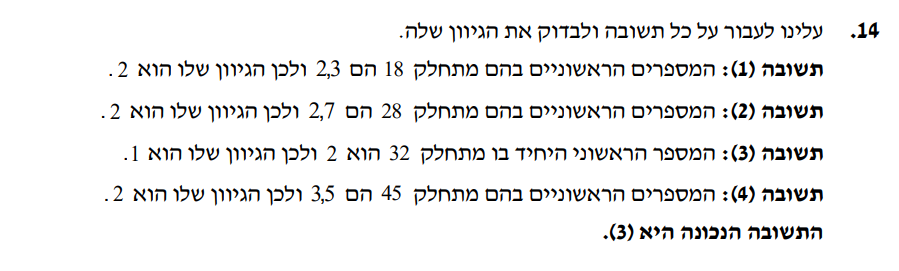 14. עלינו לעבור על כל תשובה ולבדוק את הגיוון שלה.
תשובה (1): המספרים הראשוניים בהם מתחלק 18 הם 2,3 ולכן הגיוון שלו הוא 2.
תשובה (2): המספרים הראשוניים בהם מתחלק 28 הם 2,7 ולכן הגיוון שלו הוא 2.
תשובה (3): המספר הראשוני היחיד בו מתחלק 32 הוא 2 ולכן הגיוון שלו הוא 1.
תשובה (4): המספרים הראשוניים בהם מתחלק 45 הם 3,5 ולכן הגיוון שלו הוא 2.
התשובה הנכונה היא (3).